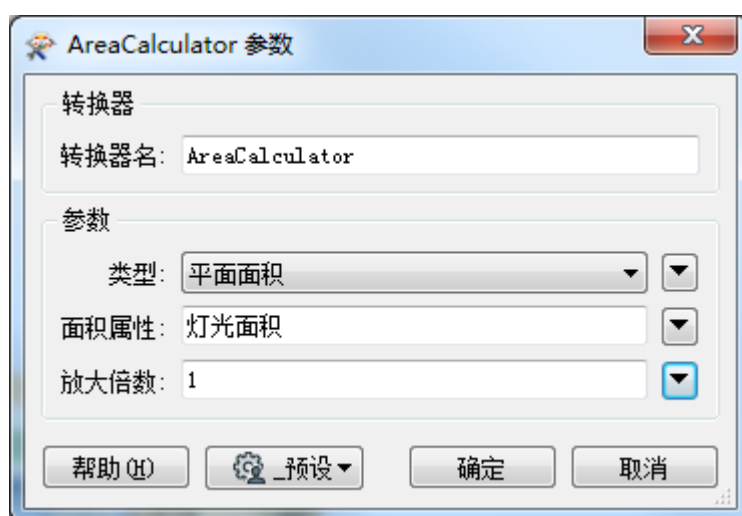 AreaCalculator 参数
转换器
转换器名: AreaCalculator
参数
类型: 平面面积
面积属性: 灯光面积
放大倍数: 1
帮助(H) _预设 确定 取消